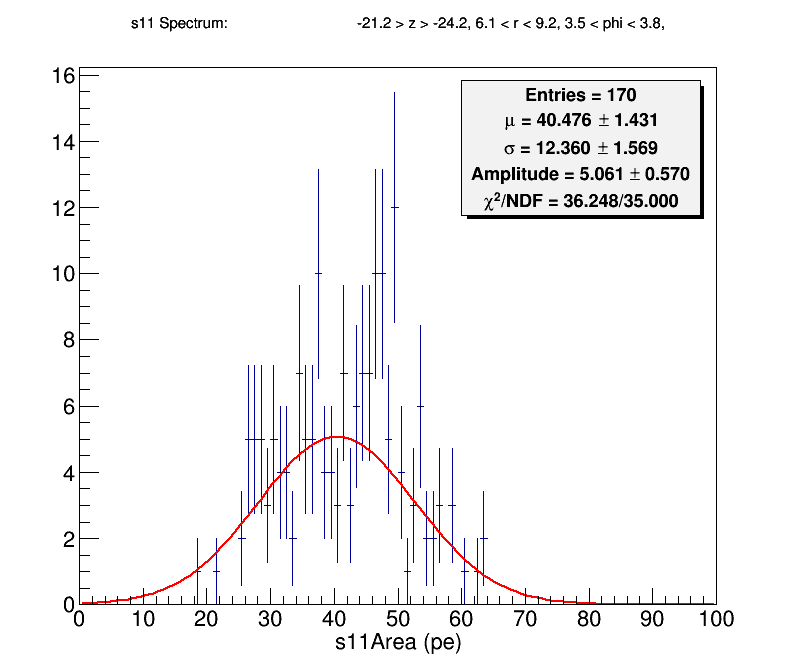 s11 Spectrum: -21.2 > z > -24.2, 6.1 < r < 9.2, 3.5 < phi < 3.8,
Entries = 170
μ = 40.476 ± 1.431
σ = 12.360 ± 1.569
Amplitude = 5.061 ± 0.570
χ²/NDF = 36.248/35.000
16
14
12
10
8
6
4
2
0
0 10 20 30 40 50 60 70 80 90 100
s11Area (pe)